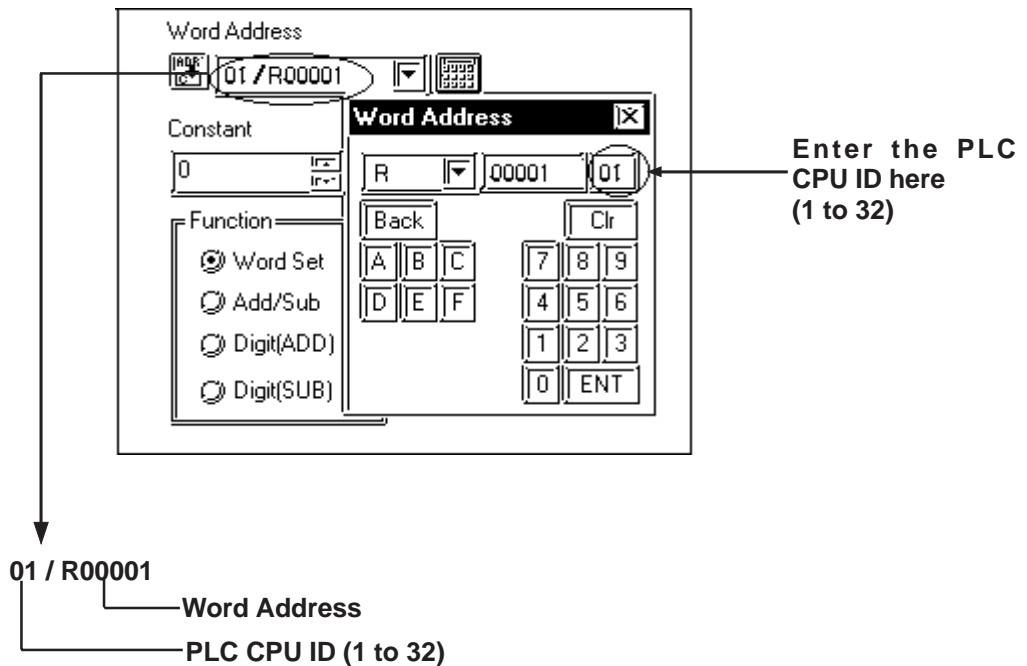 Word Address
01 /R00001
Word Address
Constant
0
R 00001 01
Enter the PLC
CPU ID here
(1 to 32)
Back Clr
Function
Word Set
A B C 7 8 9
Add/Sub
D E F 4 5 6
Digit(ADD)
1 2 3
Digit(SUB)
0 ENT
01 / R00001
Word Address
PLC CPU ID (1 to 32)